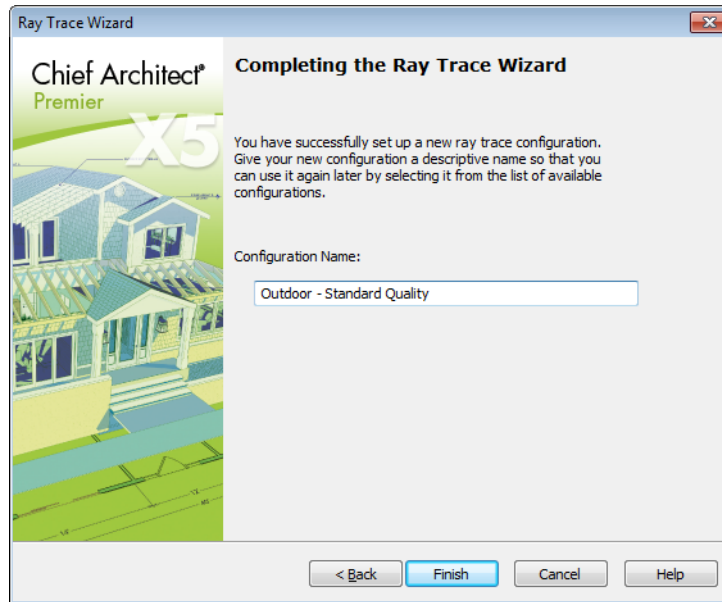 Ray Trace Wizard
Chief Architect®
Premier
X5
Completing the Ray Trace Wizard
You have successfully set up a new ray trace configuration.
Give your new configuration a descriptive name so that you
can use it again later by selecting it from the list of available
configurations.
Configuration Name:
Outdoor - Standard Quality
< Back
Finish
Cancel
Help